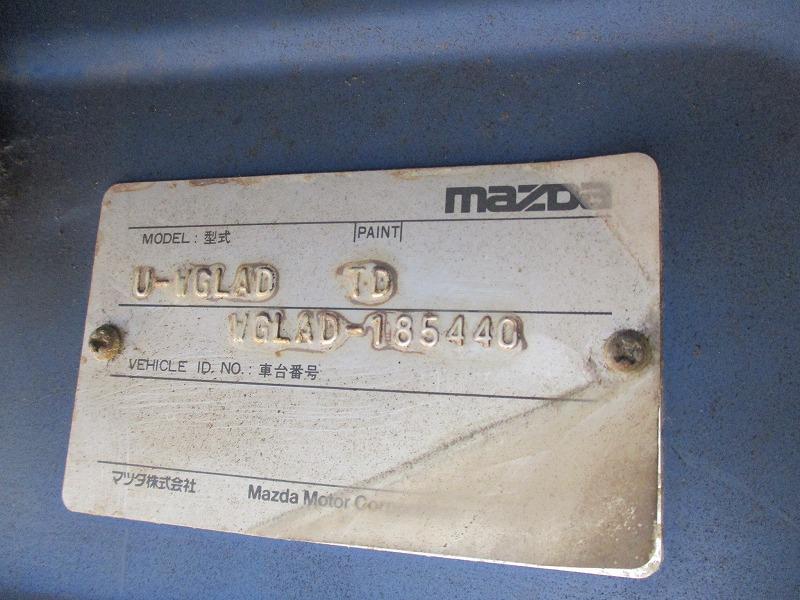 mazda
MODEL : 型式 PAINT
U-WGLAD TD
WGLAD-185440
VEHICLE ID. NO. : 車台番号
マツダ株式会社 Mazda Motor Corp